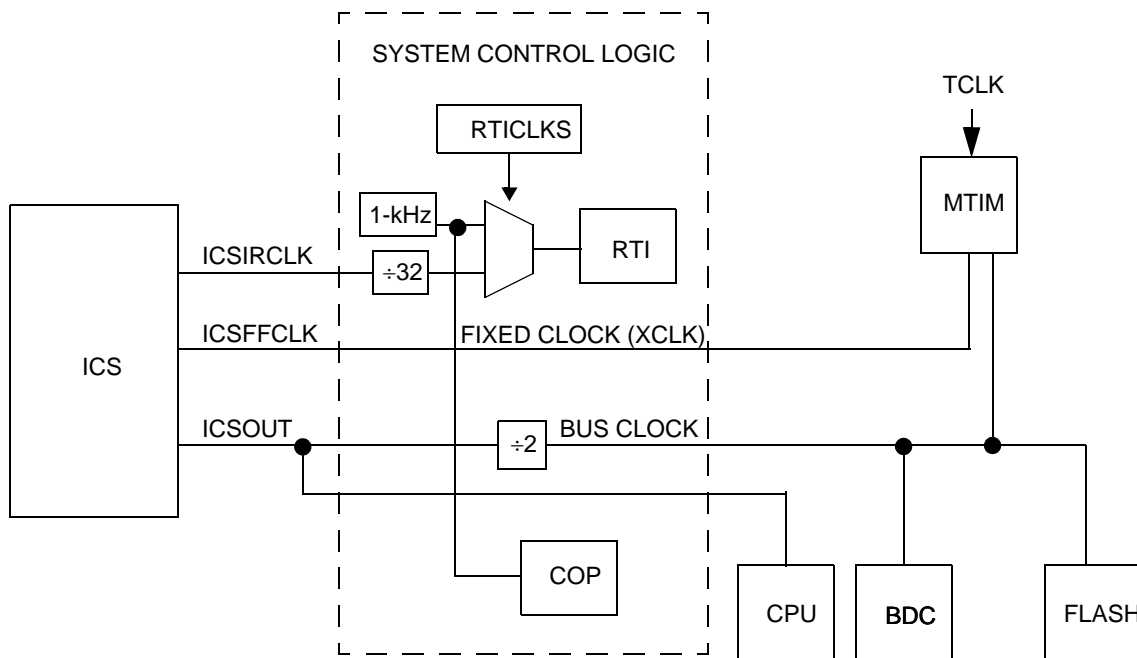 SYSTEM CONTROL LOGIC
TCLK
RTICLKS
MTIM
1-kHz
ICSIRCLK
÷32
RTI
ICSFFCLK
FIXED CLOCK (XCLK)
ICS
ICSOUT
÷2
BUS CLOCK
COP
CPU
BDC
FLASH